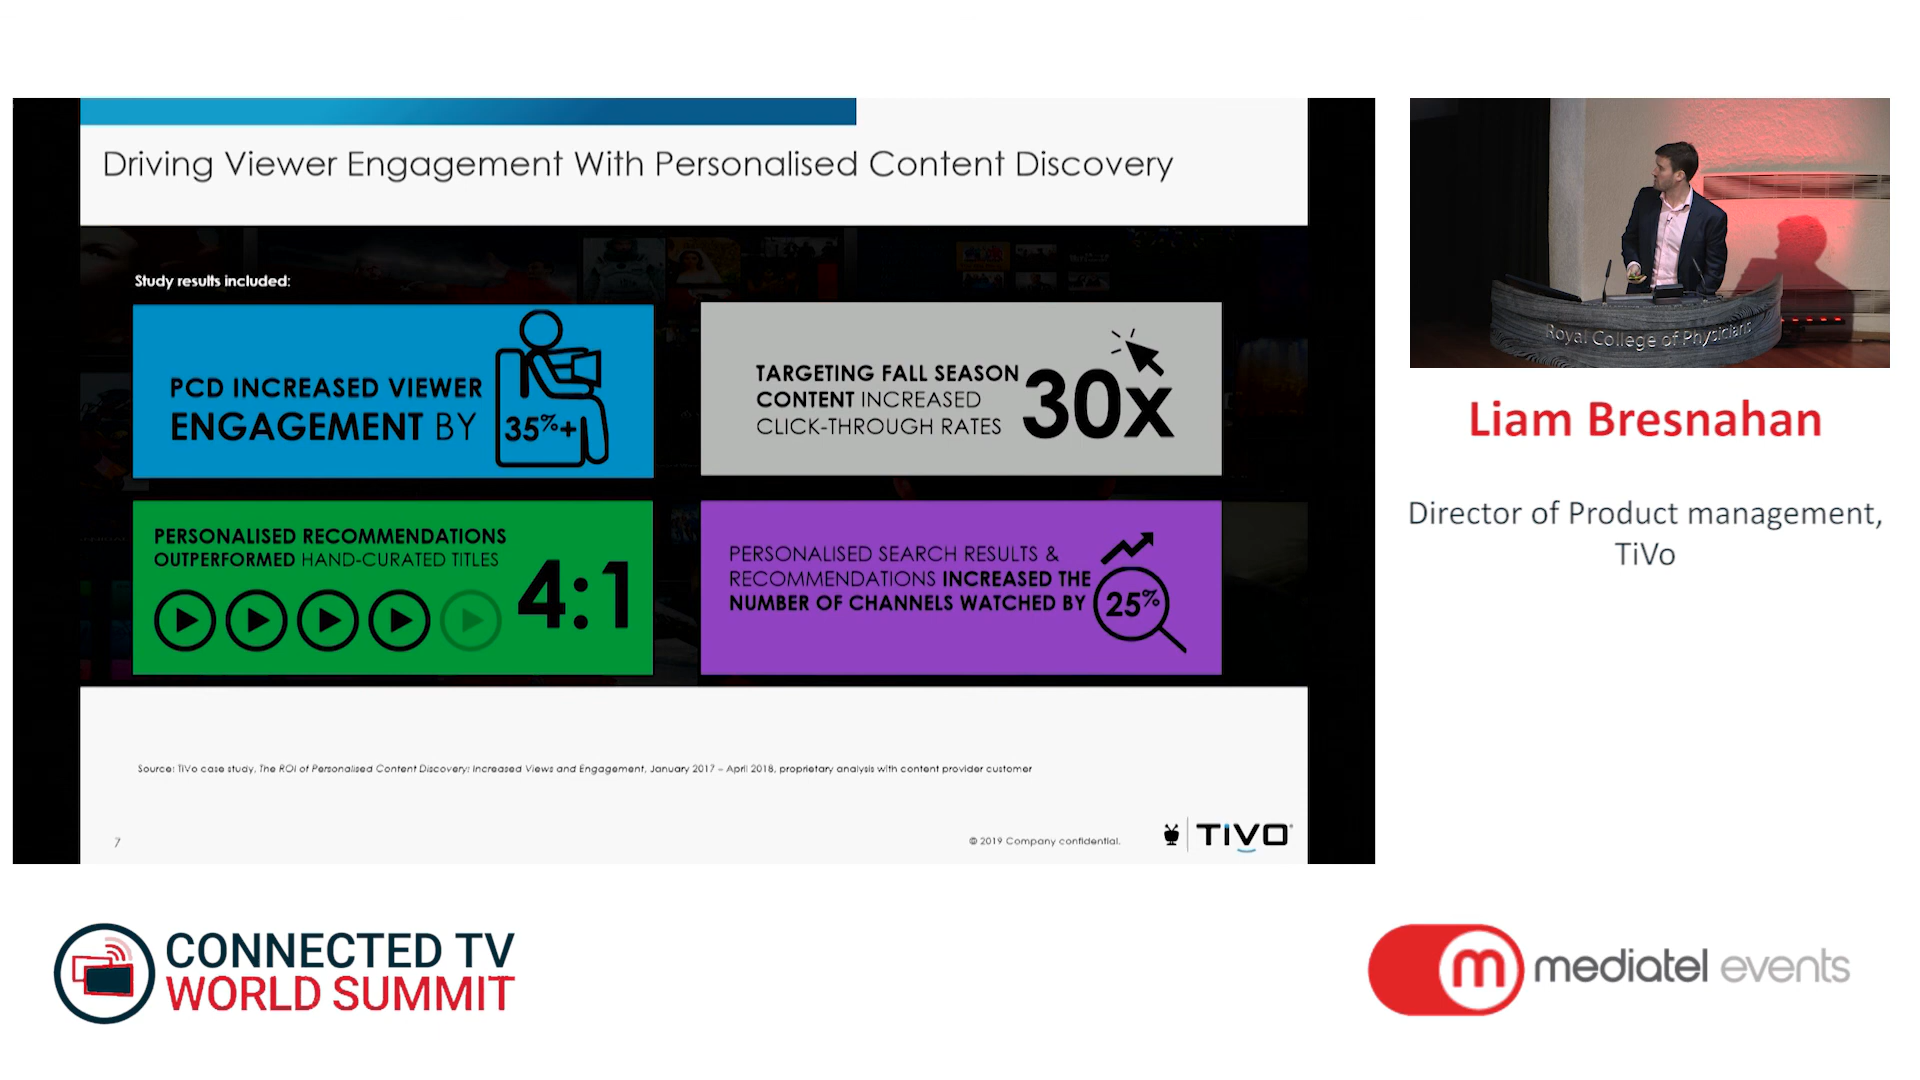 Driving Viewer Engagement With Personalised Content Discovery
Study results included:
PCD INCREASED VIEWER
ENGAGEMENT BY
35%+
TARGETING FALL SEASON
CONTENT INCREASED
CLICK-THROUGH RATES
30x
PERSONALISED RECOMMENDATIONS
OUTPERFORMED HAND-CURATED TITLES
4:1
PERSONALISED SEARCH RESULTS &
RECOMMENDATIONS INCREASED THE
NUMBER OF CHANNELS WATCHED BY
25%
Source: TiVo case study, The ROI of Personalised Content Discovery: Increased Views and Engagement, January 2017 – April 2018, proprietary analysis with content provider customer
7
© 2019 Company confidential.
TIVO
Royal College of Physicians
Liam Bresnahan
Director of Product management,
TiVo
CONNECTED TV
WORLD SUMMIT
m mediatel events